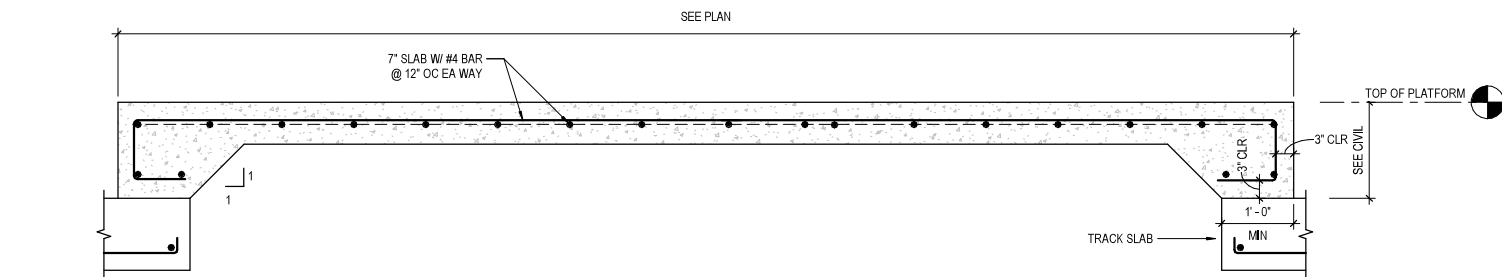 SEE PLAN
7" SLAB W/ #4 BAR
@ 12" OC EA WAY
TOP OF PLATFORM
3" CLR
3" CLR
SEE CIVIL
1
1
1' - 0"
MIN
TRACK SLAB